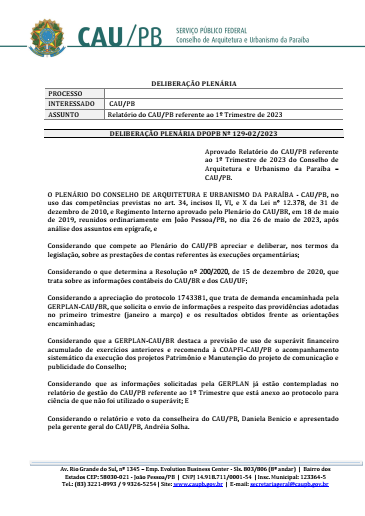 CAU/PB
SERVIÇO PÚBLICO FEDERAL
Conselho de Arquitetura e Urbanismo da Paraíba
DELIBERAÇÃO PLENÁRIA
PROCESSO
INTERESSADO CAU/PB
ASSUNTO Relatório do CAU/PB referente ao 1º Trimestre de 2023
DELIBERAÇÃO PLENÁRIA DPOPB Nº 129-02/2023
Aprovado Relatório do CAU/PB referente
ao 1º Trimestre de 2023 do Conselho de
Arquitetura e Urbanismo da Paraíba –
CAU/PB.
O PLENÁRIO DO CONSELHO DE ARQUITETURA E URBANISMO DA PARAÍBA - CAU/PB, no
uso das competências previstas no art. 34, incisos II, VI, e X da Lei nº 12.378, de 31 de
dezembro de 2010, e Regimento Interno aprovado pelo Plenário do CAU/BR, em 18 de maio
de 2019, reunidos ordinariamente em João Pessoa/PB, no dia 26 de maio de 2023, após
análise dos assuntos em epígrafe, e
Considerando que compete ao Plenário do CAU/PB apreciar e deliberar, nos termos da
legislação, sobre as prestações de contas referentes às execuções orçamentárias;
Considerando o que determina a Resolução nº 200/2020, de 15 de dezembro de 2020, que
trata sobre as informações contábeis do CAU/BR e dos CAU/UF;
Considerando a apreciação do protocolo 1743381, que trata de demanda encaminhada pela
GERPLAN-CAU/BR, que solicita o envio de informações a respeito das providências adotadas
no primeiro trimestre (janeiro a março) e os resultados obtidos frente as orientações
encaminhadas;
Considerando que a GERPLAN-CAU/BR destaca a previsão de uso de superávit financeiro
acumulado de exercícios anteriores e recomenda à COAPFI-CAU/PB o acompanhamento
sistemático da execução dos projetos Patrimônio e Manutenção do projeto de comunicação e
publicidade do Conselho;
Considerando que as informações solicitadas pela GERPLAN já estão contempladas no
relatório de gestão do CAU/PB referente ao 1º Trimestre que está anexo ao protocolo para
ciência de que não foi utilizado o superávit; E
Considerando o relatório e voto da conselheira do CAU/PB, Daniela Benício e apresentado
pela gerente geral do CAU/PB, Andréia Solha.
Av. Rio Grande do Sul, nº 1345 – Emp. Evolution Business Center - Sls. 803/806 (8º andar) | Bairro dos
Estados CEP: 58030-021 - João Pessoa/PB | CNPJ 14.918.711/0001-54 | Insc. Municipal: 123364-5
Tel.: (83) 3221-8993 / 9 9326-5254 | Site: www.caupb.gov.br | E-mail: secretariageral@caupb.gov.br